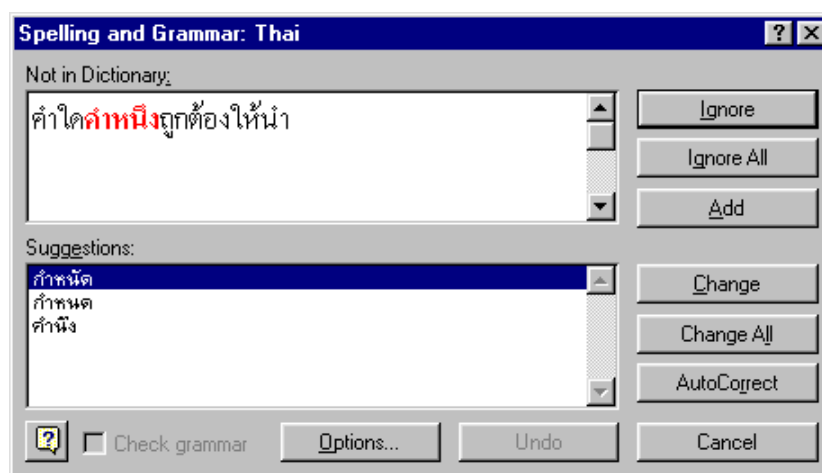 Spelling and Grammar: Thai
Not in Dictionary:
คำใดคำหนึงถูกต้องให้นำ
Ignore
Ignore All
Add
Suggestions:
กำหนัด
กำหนด
คำนึง
Change
Change All
AutoCorrect
Check grammar
Options...
Undo
Cancel